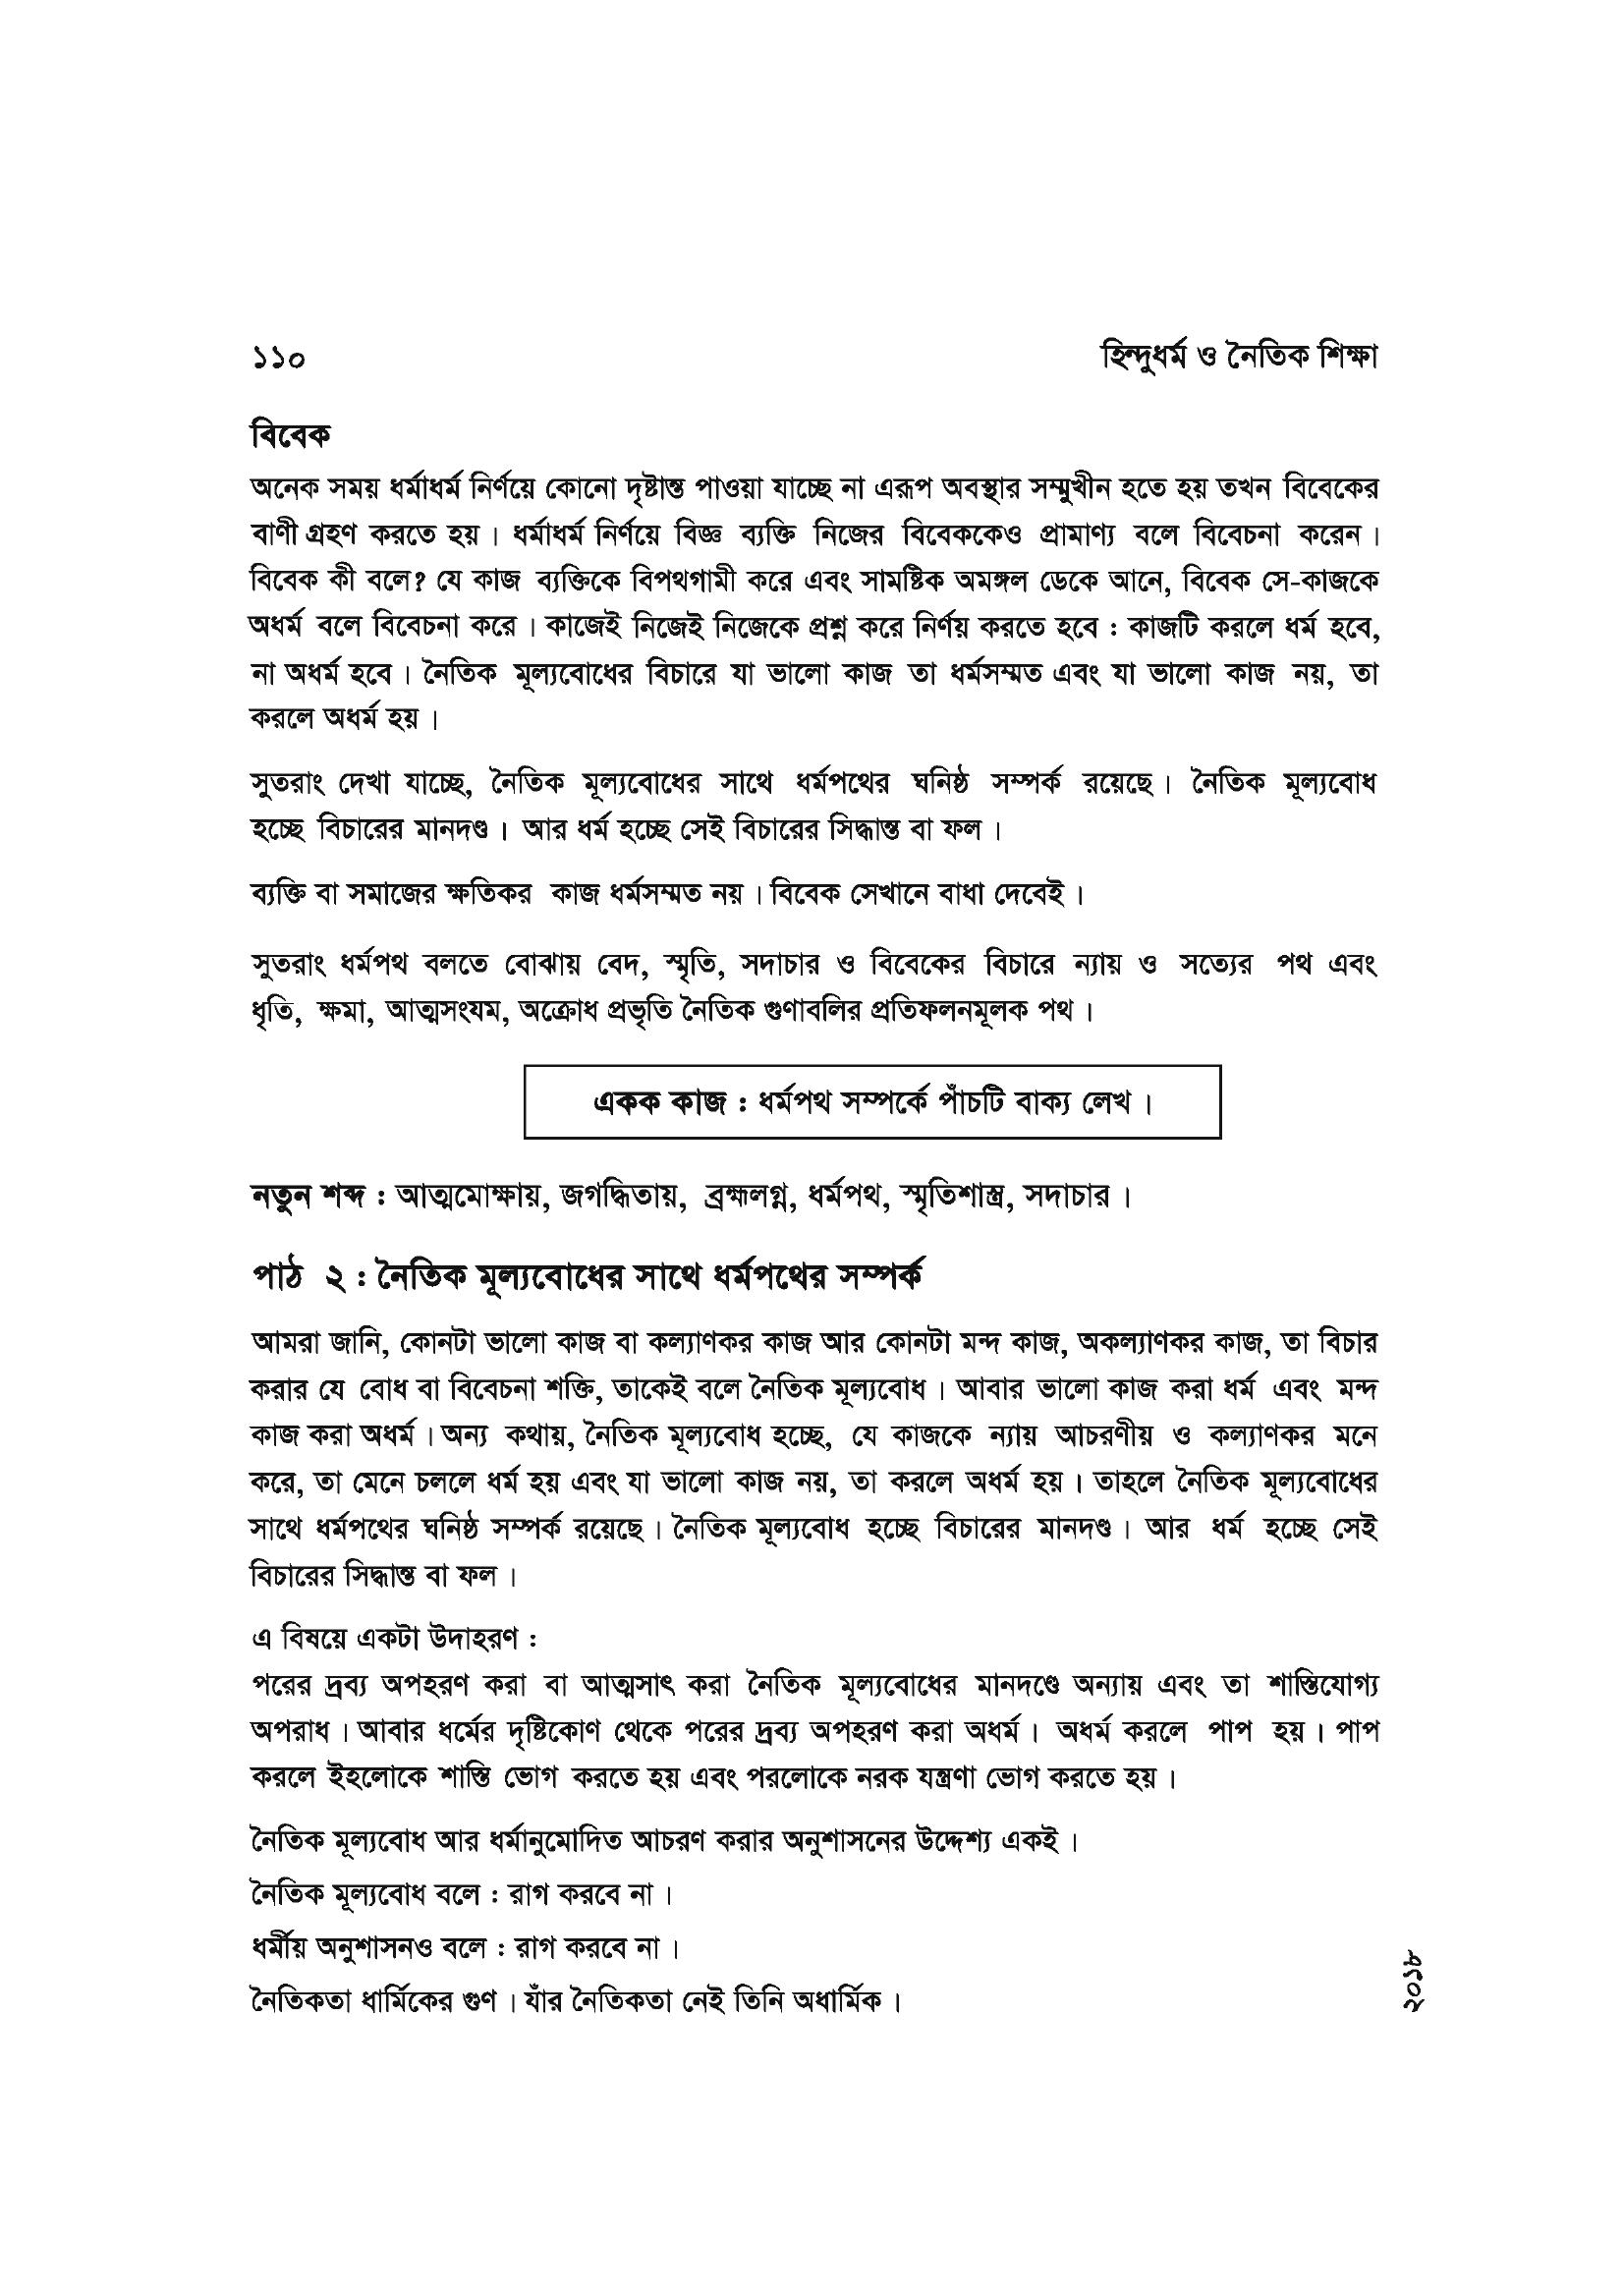 ১১০ হিন্দুধর্ম ও নৈতিক শিক্ষা
বিবেক
অনেক সময় ধর্মাধর্ম নির্ণয়ে কোনো দৃষ্টান্ত পাওয়া যাচ্ছে না এরূপ অবস্থার সম্মুখীন হতে হয় তখন বিবেকের
বাণী গ্রহণ করতে হয়। ধর্মাধর্ম নির্ণয়ে বিজ্ঞ ব্যক্তি নিজের বিবেককেও প্রামাণ্য বলে বিবেচনা করেন।
বিবেক কী বলে? যে কাজ ব্যক্তিকে বিপথগামী করে এবং সামষ্টিক অমঙ্গল ডেকে আনে, বিবেক সে-কাজকে
অধর্ম বলে বিবেচনা করে। কাজেই নিজেই নিজেকে প্রশ্ন করে নির্ণয় করতে হবে : কাজটি করলে ধর্ম হবে,
না অধর্ম হবে। নৈতিক মূল্যবোধের বিচারে যা ভালো কাজ তা ধর্মসম্মত এবং যা ভালো কাজ নয়, তা
করলে অধর্ম হয়।
সুতরাং দেখা যাচ্ছে, নৈতিক মূল্যবোধের সাথে ধর্মপথের ঘনিষ্ঠ সম্পর্ক রয়েছে। নৈতিক মূল্যবোধ
হচ্ছে বিচারের মানদণ্ড। আর ধর্ম হচ্ছে সেই বিচারের সিদ্ধান্ত বা ফল।
ব্যক্তি বা সমাজের ক্ষতিকর কাজ ধর্মসম্মত নয়। বিবেক সেখানে বাধা দেবেই।
সুতরাং ধর্মপথ বলতে বোঝায় বেদ, স্মৃতি, সদাচার ও বিবেকের বিচারে ন্যায় ও সত্যের পথ এবং
ধৃতি, ক্ষমা, আত্মসংযম, অক্রোধ প্রভৃতি নৈতিক গুণাবলির প্রতিফলনমূলক পথ।
একক কাজ : ধর্মপথ সম্পর্কে পাঁচটি বাক্য লেখ।
নতুন শব্দ : আত্মমোক্ষায়, জগদ্ধিতায়, ব্রহ্মলগ্ন, ধর্মপথ, স্মৃতিশাস্ত্র, সদাচার।
পাঠ ২ : নৈতিক মূল্যবোধের সাথে ধর্মপথের সম্পর্ক
আমরা জানি, কোনটা ভালো কাজ বা কল্যাণকর কাজ আর কোনটা মন্দ কাজ, অকল্যাণকর কাজ, তা বিচার
করার যে বোধ বা বিবেচনা শক্তি, তাকেই বলে নৈতিক মূল্যবোধ। আবার ভালো কাজ করা ধর্ম এবং মন্দ
কাজ করা অধর্ম। অন্য কথায়, নৈতিক মূল্যবোধ হচ্ছে, যে কাজকে ন্যায় আচরণীয় ও কল্যাণকর মনে
করে, তা মেনে চললে ধর্ম হয় এবং যা ভালো কাজ নয়, তা করলে অধর্ম হয়। তাহলে নৈতিক মূল্যবোধের
সাথে ধর্মপথের ঘনিষ্ঠ সম্পর্ক রয়েছে। নৈতিক মূল্যবোধ হচ্ছে বিচারের মানদণ্ড। আর ধর্ম হচ্ছে সেই
বিচারের সিদ্ধান্ত বা ফল।
এ বিষয়ে একটা উদাহরণ :
পরের দ্রব্য অপহরণ করা বা আত্মসাৎ করা নৈতিক মূল্যবোধের মানদণ্ডে অন্যায় এবং তা শাস্তিযোগ্য
অপরাধ। আবার ধর্মের দৃষ্টিকোণ থেকে পরের দ্রব্য অপহরণ করা অধর্ম। অধর্ম করলে পাপ হয়। পাপ
করলে ইহলোকে শাস্তি ভোগ করতে হয় এবং পরলোকে নরক যন্ত্রণা ভোগ করতে হয়।
নৈতিক মূল্যবোধ আর ধর্মানুমোদিত আচরণ করার অনুশাসনের উদ্দেশ্য একই।
নৈতিক মূল্যবোধ বলে : রাগ করবে না।
ধর্মীয় অনুশাসনও বলে : রাগ করবে না।
নৈতিকতা ধার্মিকের গুণ। যাঁর নৈতিকতা নেই তিনি অধার্মিক।
২০১৮